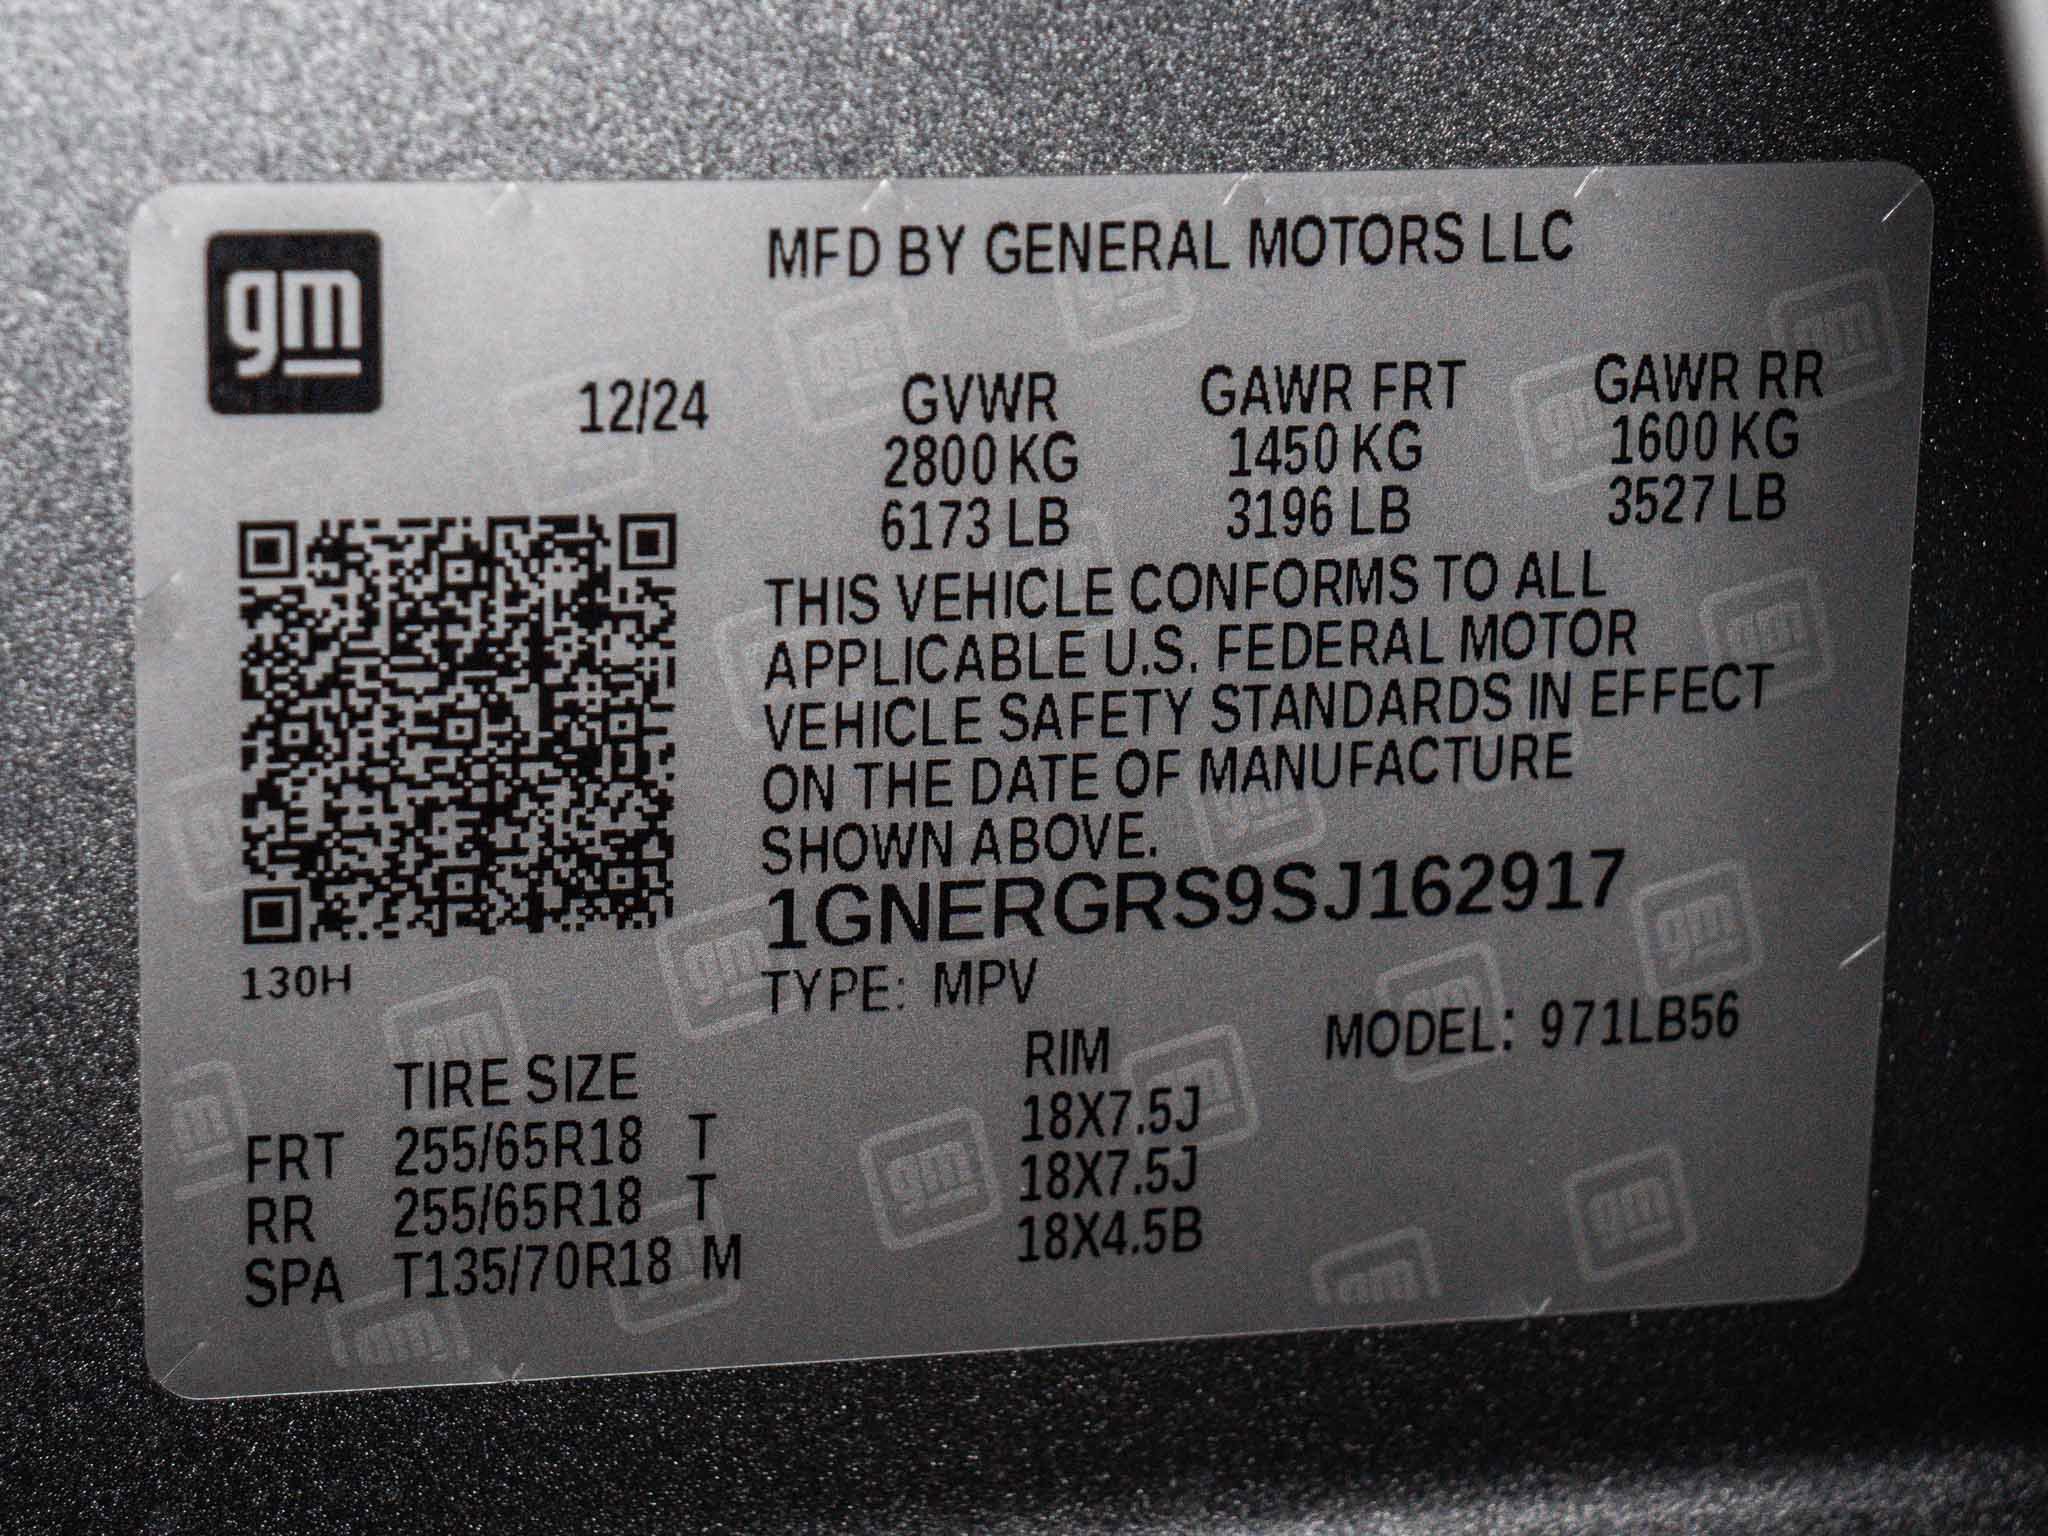 gm
MFD BY GENERAL MOTORS LLC
12/24
GVWR GAWR FRT GAWR RR
2800 KG 1450 KG 1600 KG
6173 LB 3196 LB 3527 LB
THIS VEHICLE CONFORMS TO ALL
APPLICABLE U.S. FEDERAL MOTOR
VEHICLE SAFETY STANDARDS IN EFFECT
ON THE DATE OF MANUFACTURE
SHOWN ABOVE.
1GNERGRS9SJ162917
130H
TYPE: MPV
MODEL: 971LB56
TIRE SIZE RIM
FRT 255/65R18 T 18X7.5J
RR 255/65R18 T 18X7.5J
SPA T135/70R18 M 18X4.5B